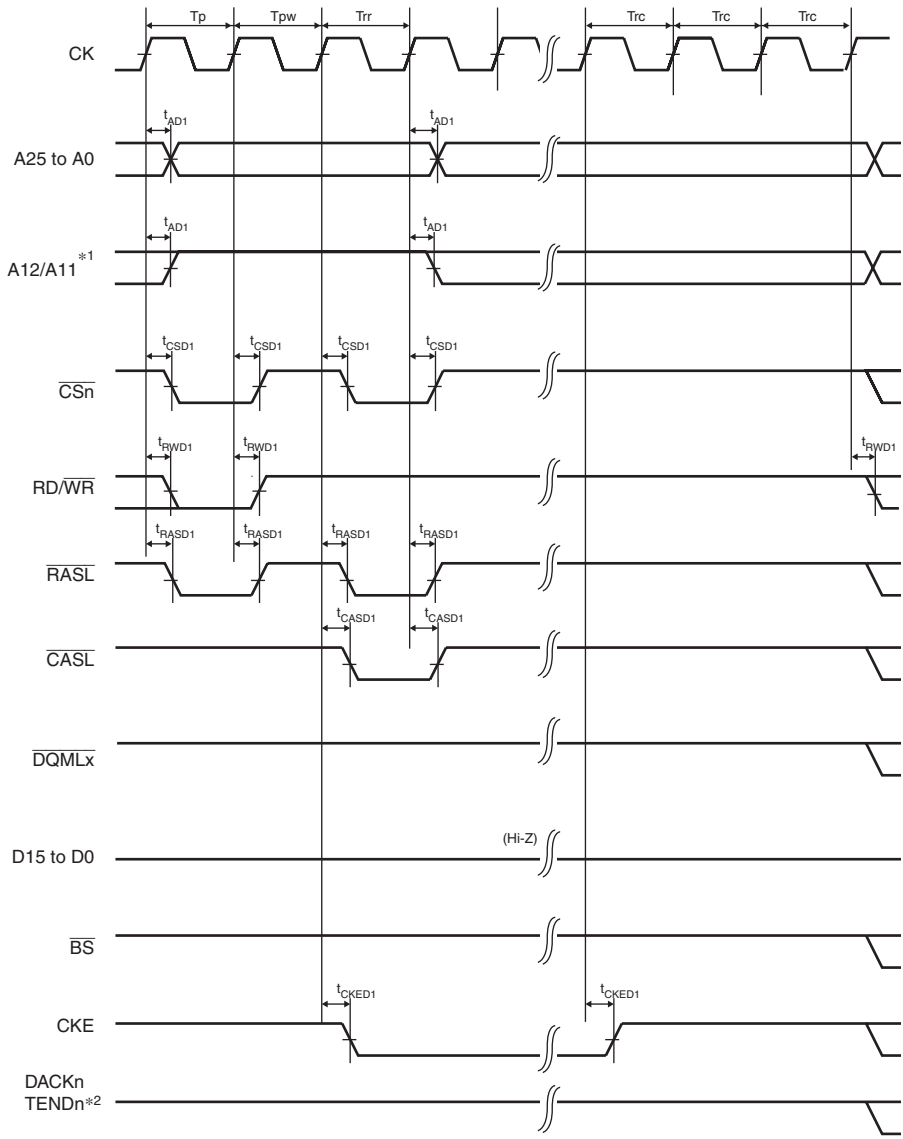 Tp Tpw Trr Trc Trc Trc
CK
tAD1 tAD1
A25 to A0
tAD1 tAD1
A12/A11*1
tCSD1 tCSD1 tCSD1 tCSD1
CSn
tRWD1 tRWD1 tRWD1
RD/WR
tRASD1 tRASD1 tRASD1 tRASD1
RASL
tCASD1 tCASD1
CASL
DQMLx
(Hi-Z)
D15 to D0
BS
tCKED1 tCKED1
CKE
DACKn
TENDn*2